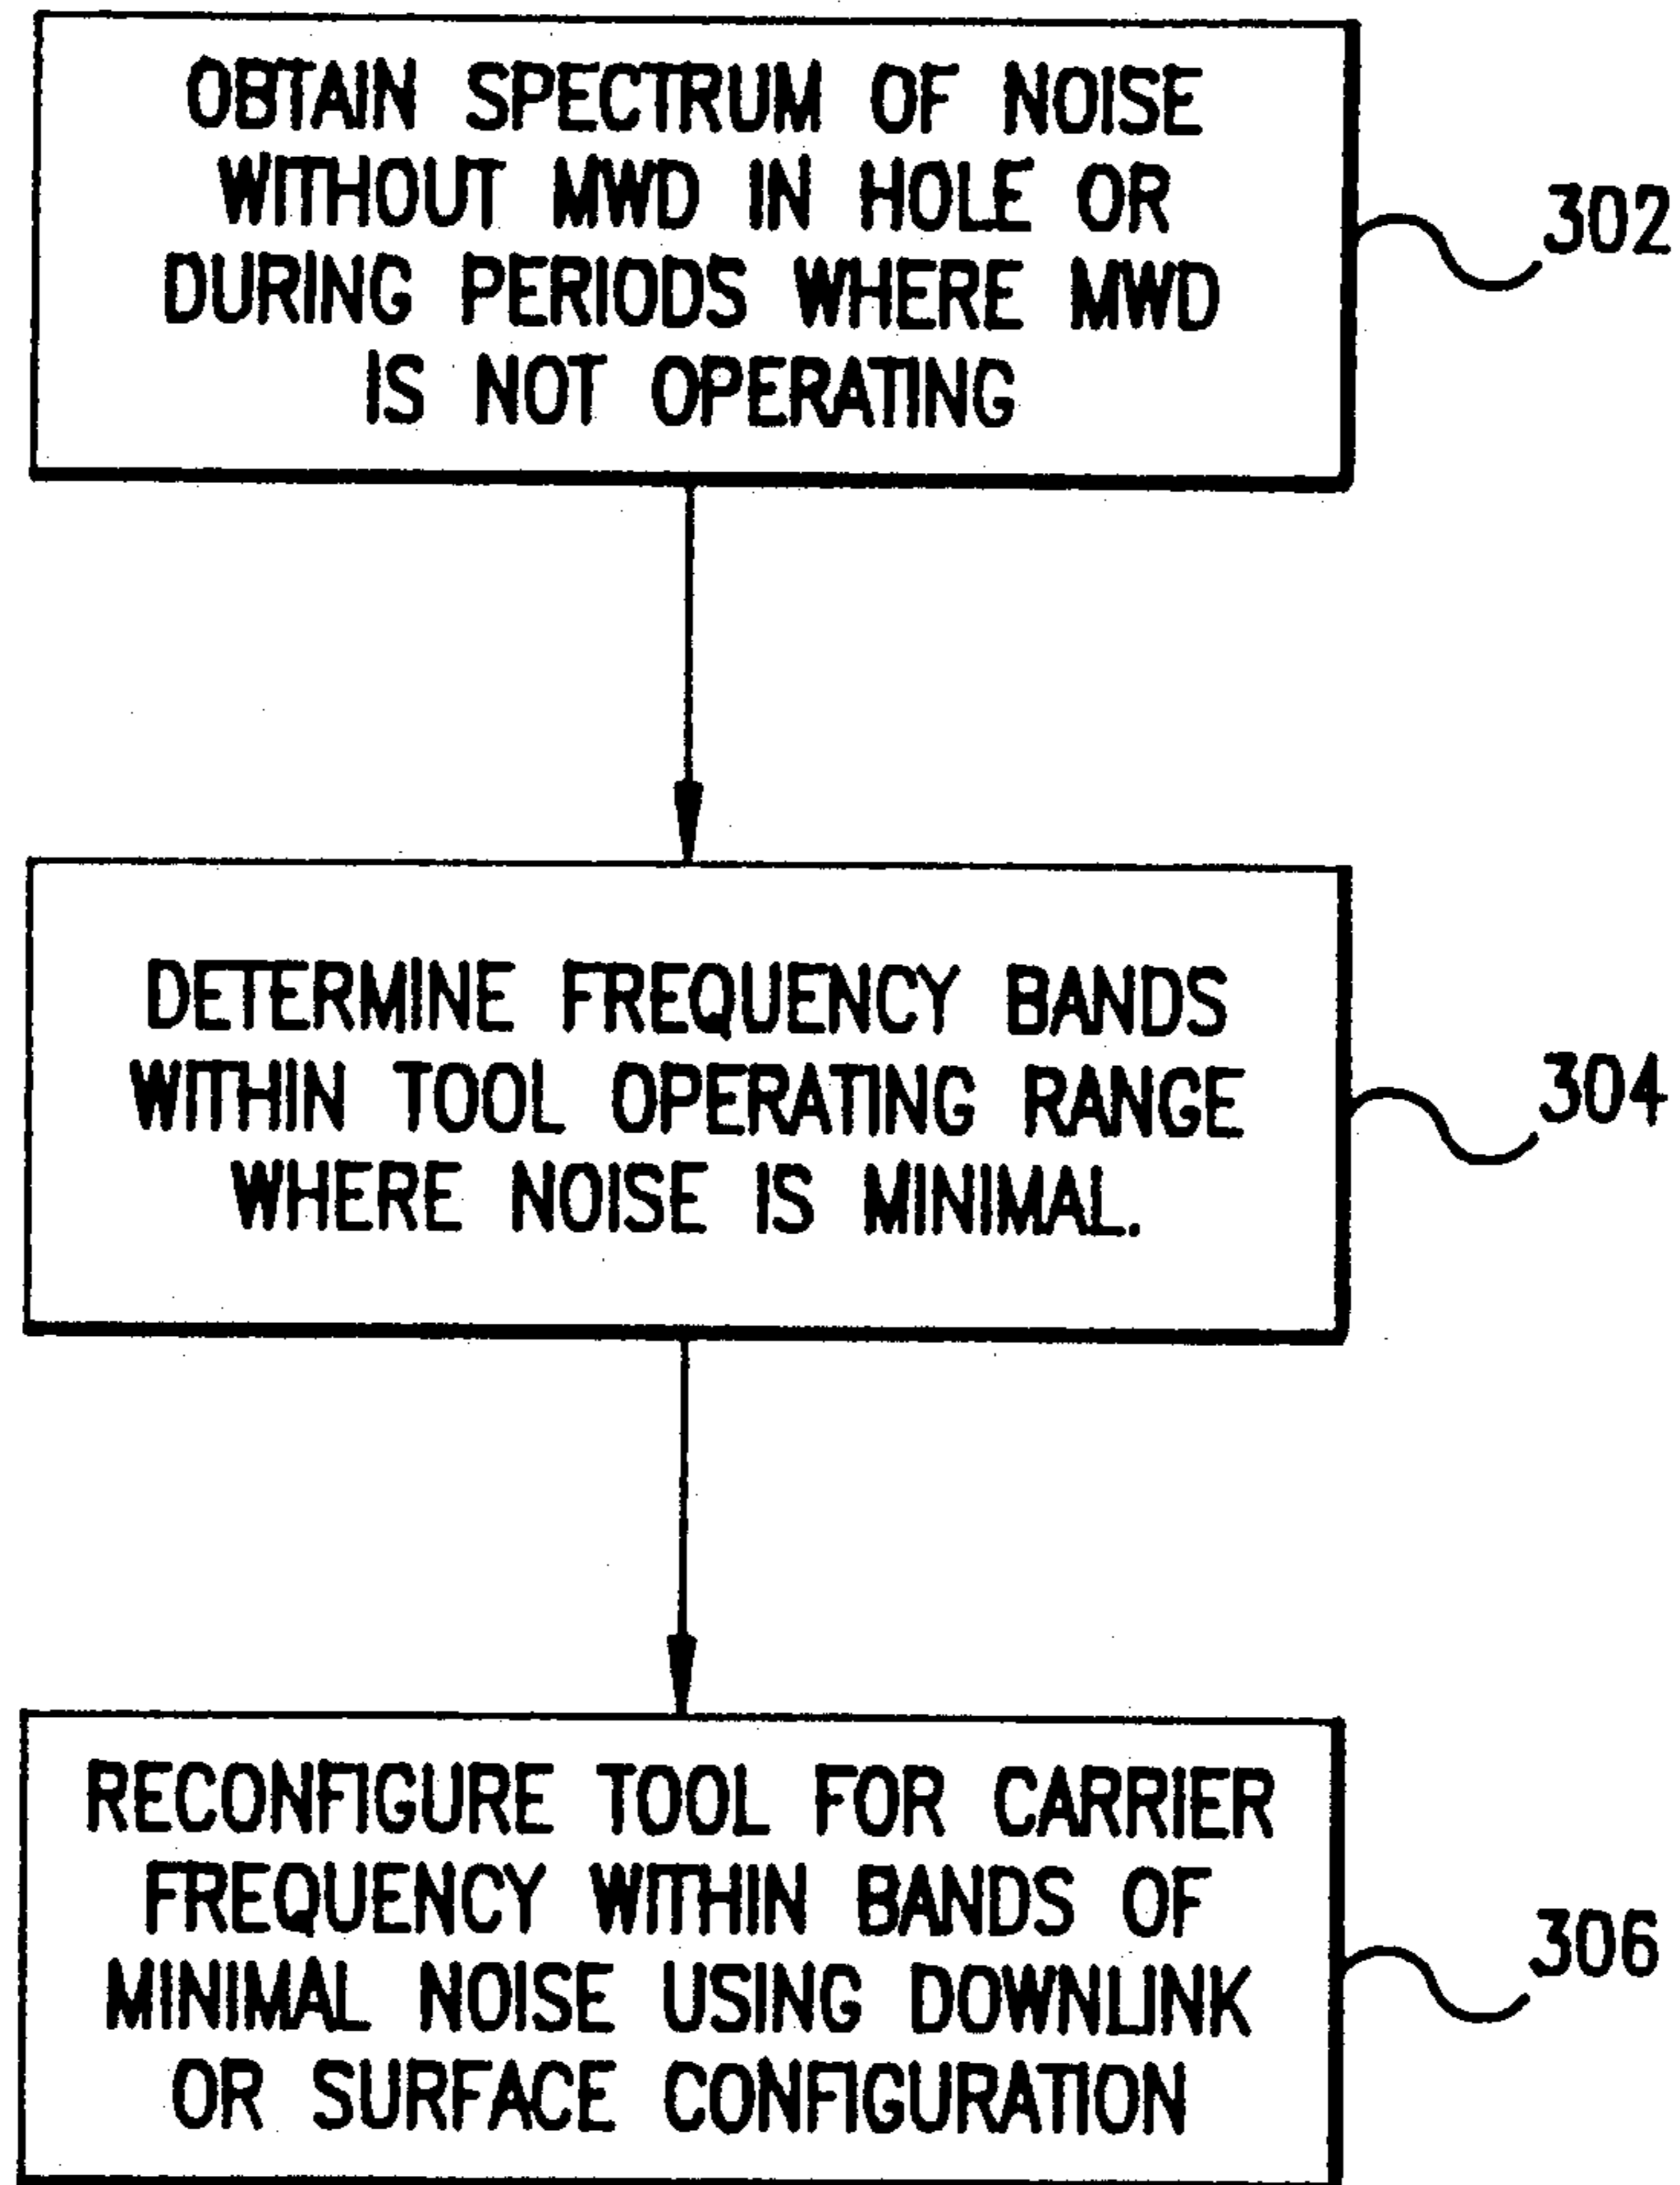 OBTAIN SPECTRUM OF NOISE
WITHOUT MWD IN HOLE OR
DURING PERIODS WHERE MWD
IS NOT OPERATING
302
DETERMINE FREQUENCY BANDS
WITHIN TOOL OPERATING RANGE
WHERE NOISE IS MINIMAL.
304
RECONFIGURE TOOL FOR CARRIER
FREQUENCY WITHIN BANDS OF
MINIMAL NOISE USING DOWNLINK
OR SURFACE CONFIGURATION
306